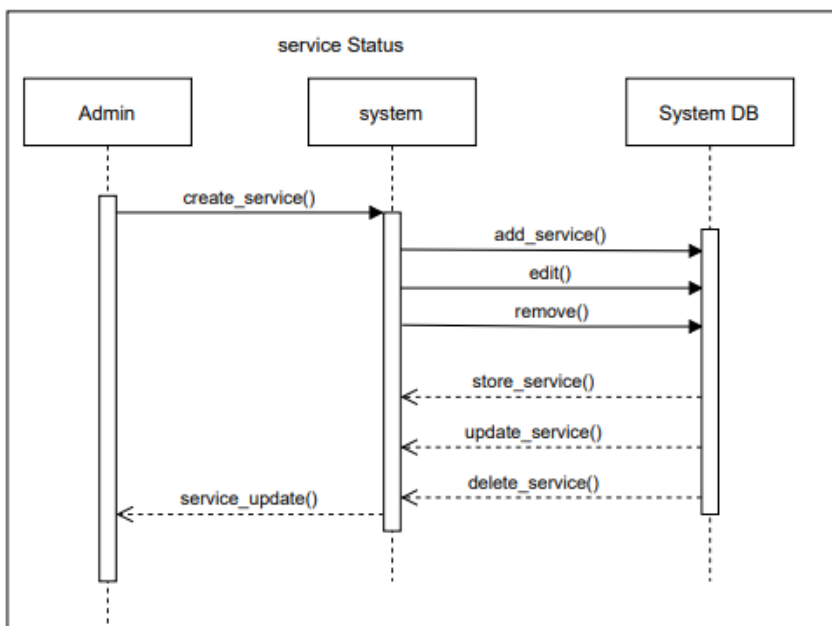 service Status
Admin
system
System DB
create_service()
add_service()
edit()
remove()
store_service()
update_service()
delete_service()
service_update()